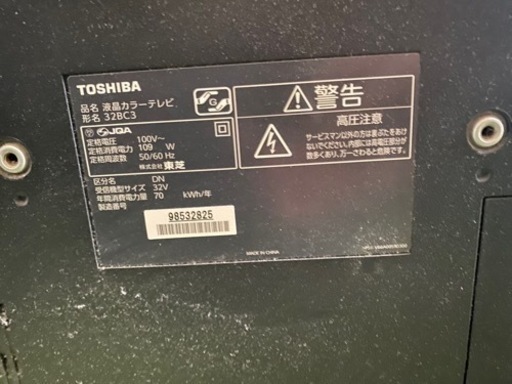 TOSHIBA
品名 液晶カラーテレビ
形名 32BC3
JQA
定格電圧 100V~
定格消費電力 109 W
定格周波数 50/60 Hz
株式会社 東芝
区分名 DN
受信機型サイズ 32V
年間消費電力量 70 kWh/年
製造番号
98532825
警告
高圧注意
サービスマン以外の方は裏ぶたをあけ
ないでください。内部には高電圧部分
が数多くあり、万一さわると危険です。
MADE IN CHINA